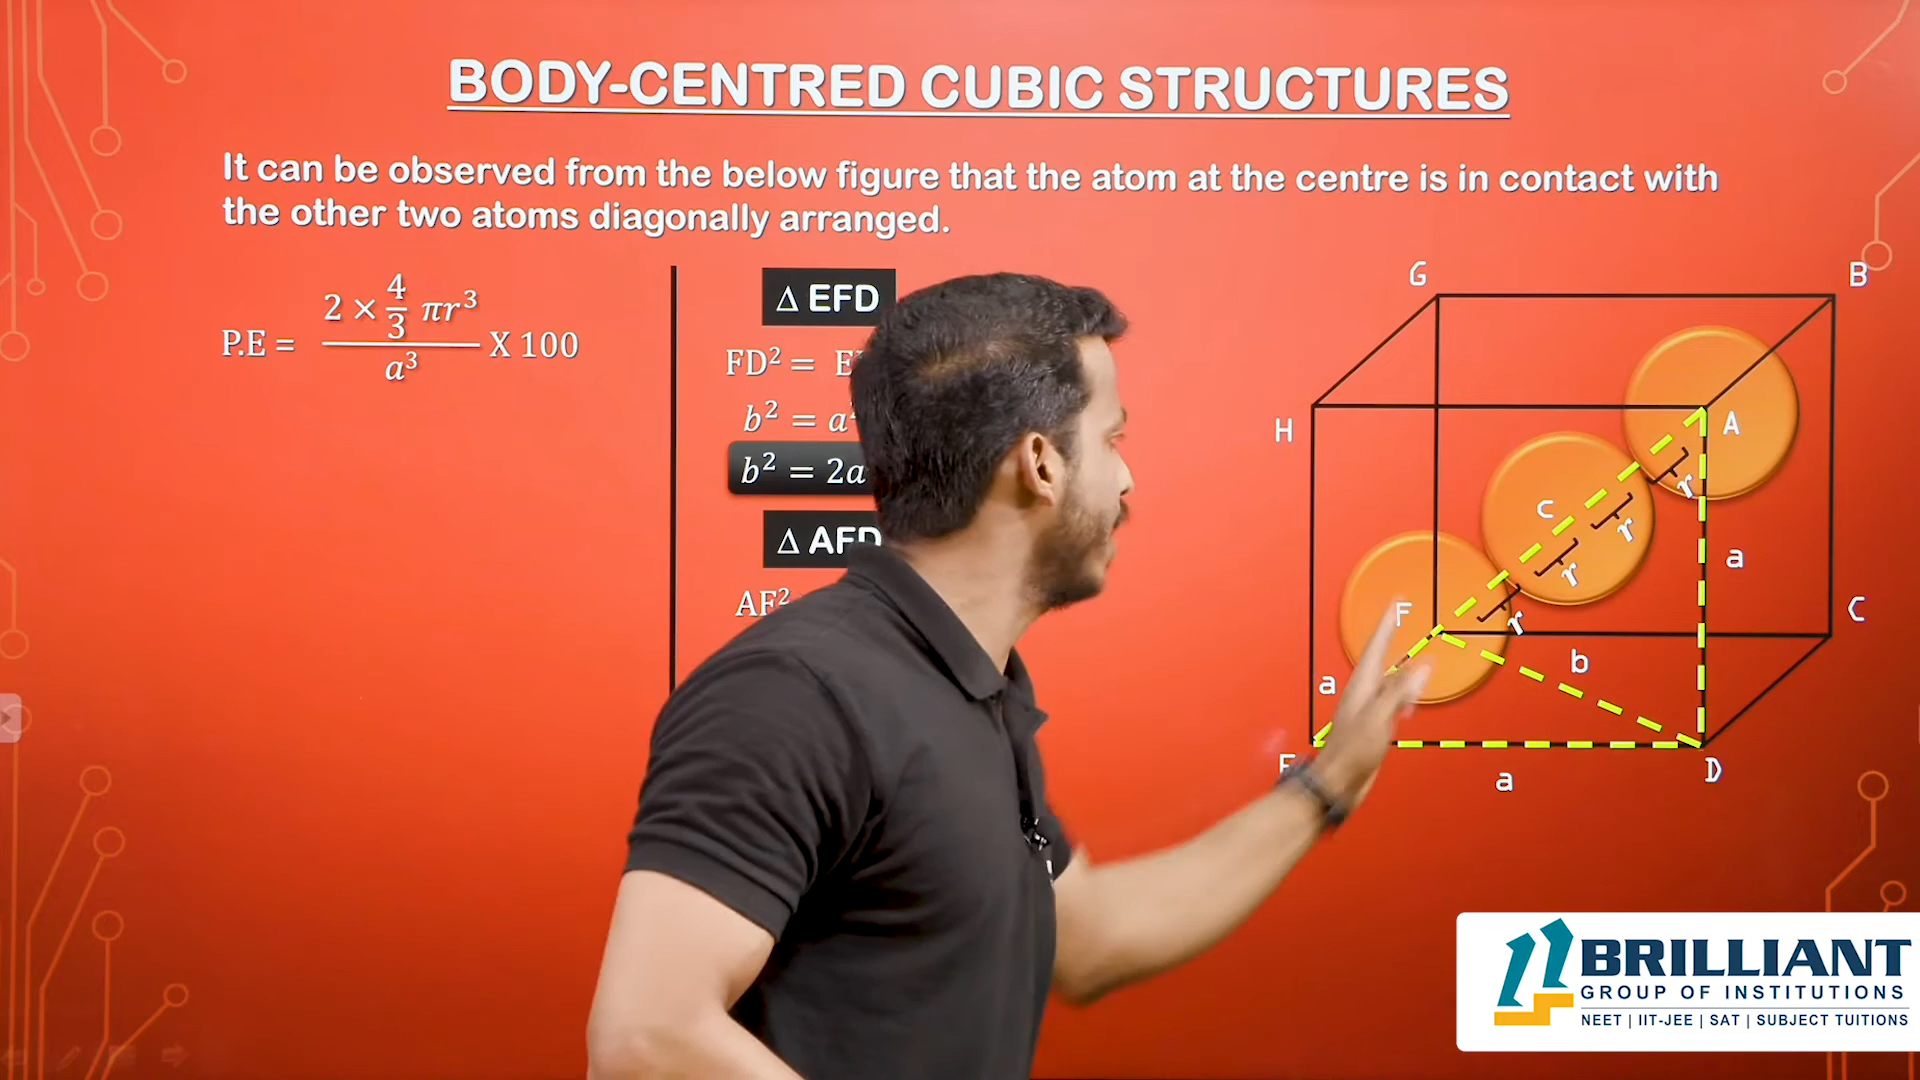 BODY-CENTRED CUBIC STRUCTURES
It can be observed from the below figure that the atom at the centre is in contact with
the other two atoms diagonally arranged.
P.E = 2 × 4/3 πr³ / a³ X 100
Δ EFD
FD² = E
b² = a
b² = 2a
Δ AFD
AF²
G
B
H
A
r
C
r
r
a
F
r
C
b
a
E
a
D
BRILLIANT
GROUP OF INSTITUTIONS
NEET | IIT-JEE | SAT | SUBJECT TUITIONS